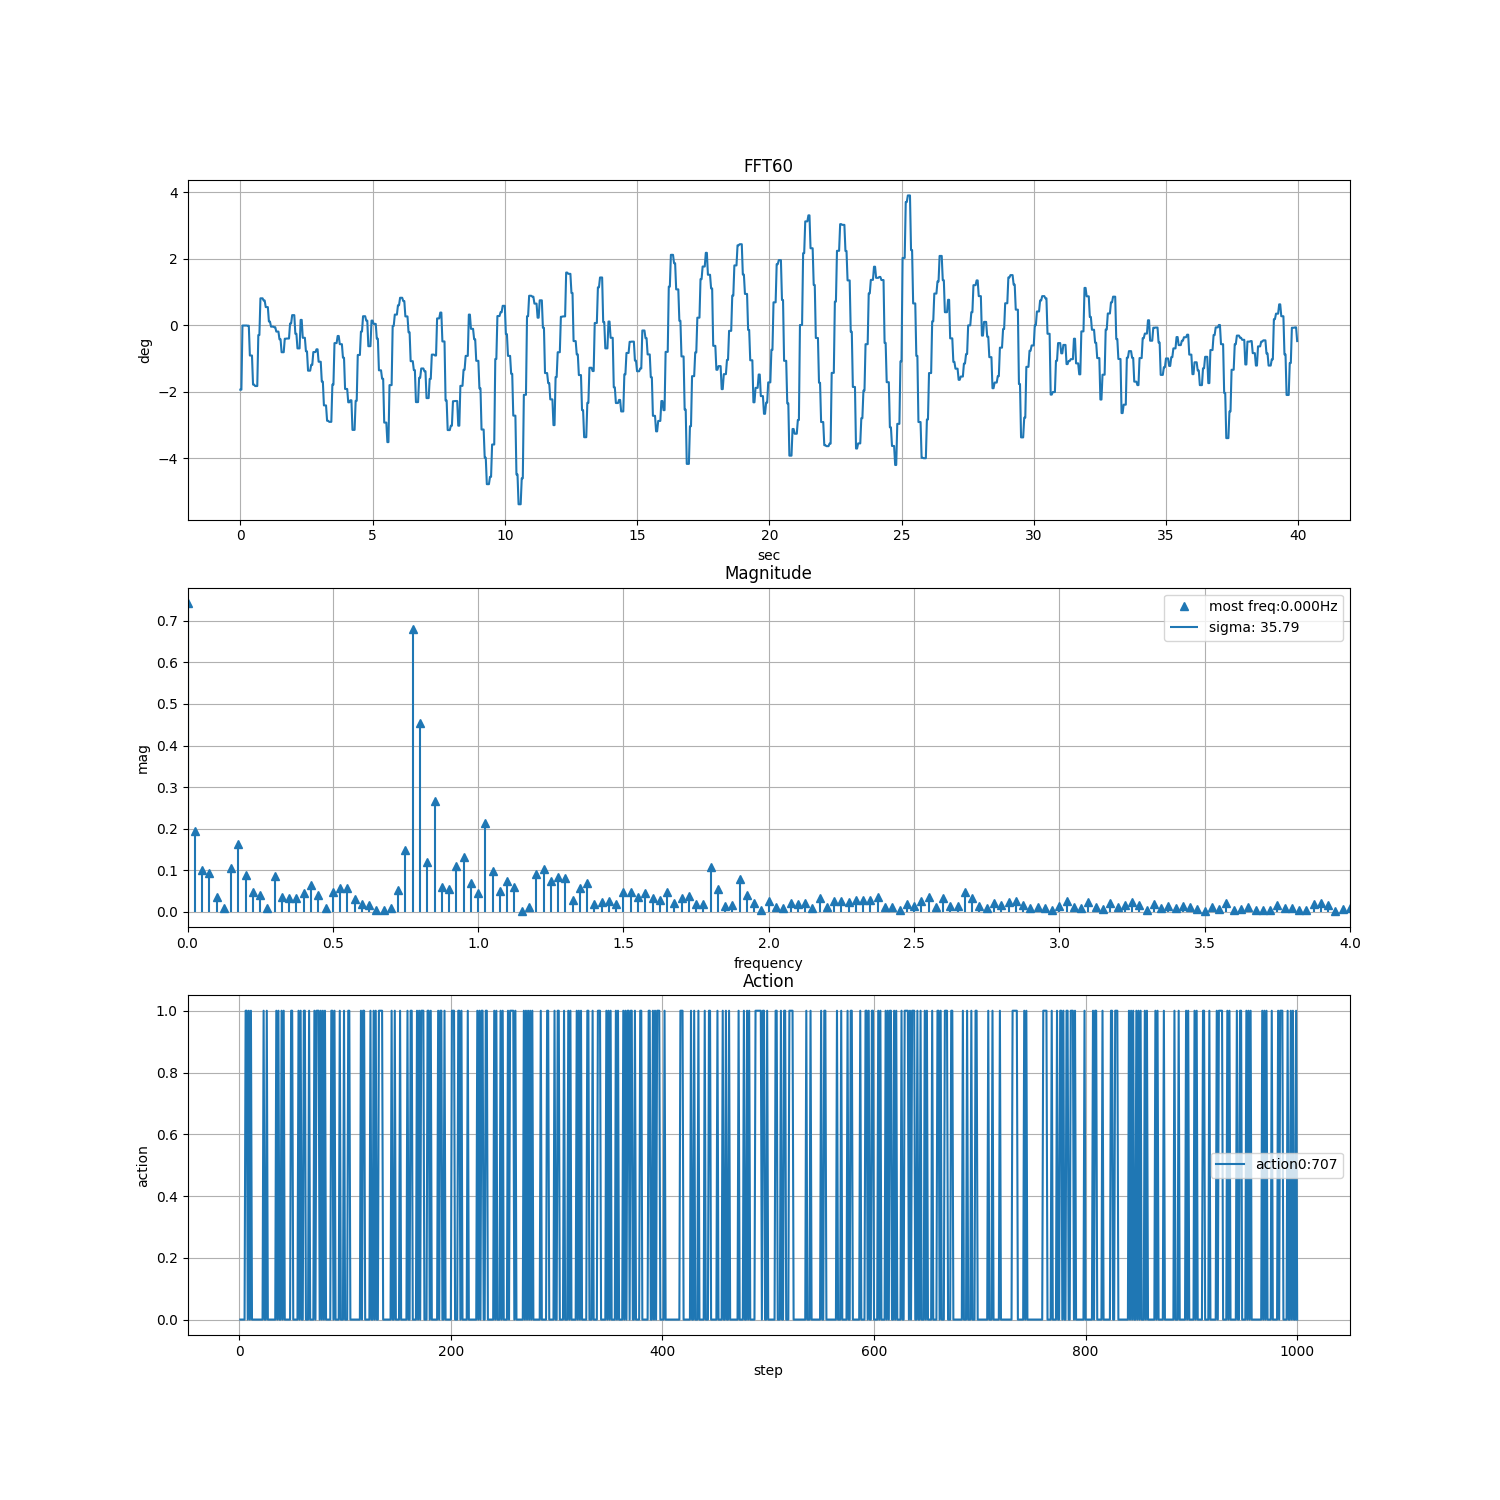 FFT60
4
2
0
−2
−4
deg
0 5 10 15 20 25 30 35 40
sec
Magnitude
0.7
0.6
0.5
0.4
0.3
0.2
0.1
0.0
mag
most freq:0.000Hz
sigma: 35.79
0.0 0.5 1.0 1.5 2.0 2.5 3.0 3.5 4.0
frequency
Action
1.0
0.8
0.6
0.4
0.2
0.0
action
action0:707
0 200 400 600 800 1000
step